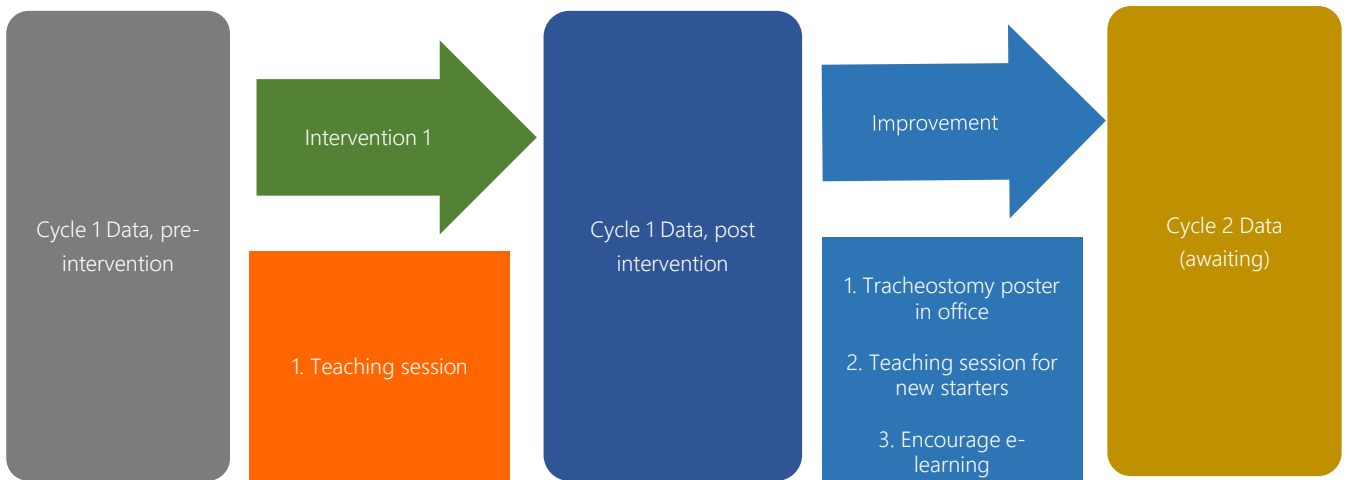 Cycle 1 Data, pre-
intervention
Intervention 1
1. Teaching session
Cycle 1 Data, post
intervention
Improvement
1. Tracheostomy poster
in office
2. Teaching session for
new starters
3. Encourage e-
learning
Cycle 2 Data
(awaiting)